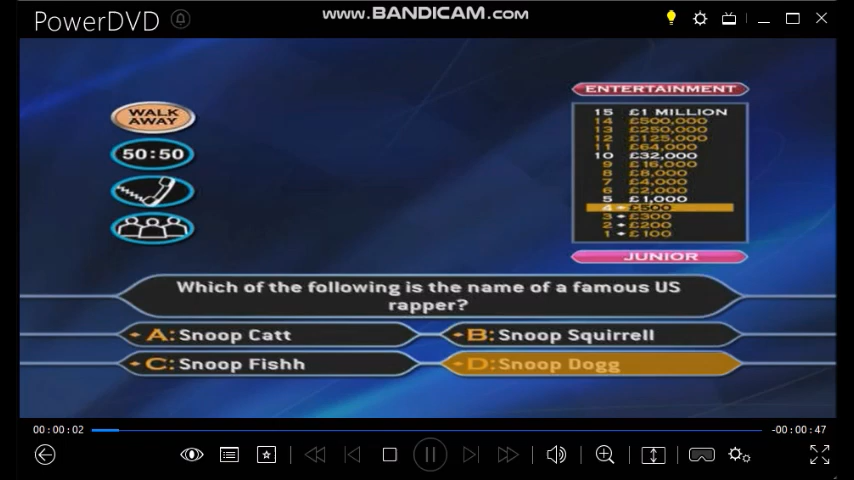 PowerDVD
www.BANDICAM.com
WALK AWAY
50:50
ENTERTAINMENT
15 £1 MILLION
14 £500,000
13 £250,000
12 £125,000
11 £64,000
10 £32,000
9 £16,000
8 £8,000
7 £4,000
6 £2,000
5 £1,000
4 £500
3 £300
2 £200
1 £100
JUNIOR
Which of the following is the name of a famous US
rapper?
A: Snoop Catt
B: Snoop Squirrell
C: Snoop Fishh
D: Snoop Dogg
00:00:02
-00:00:47